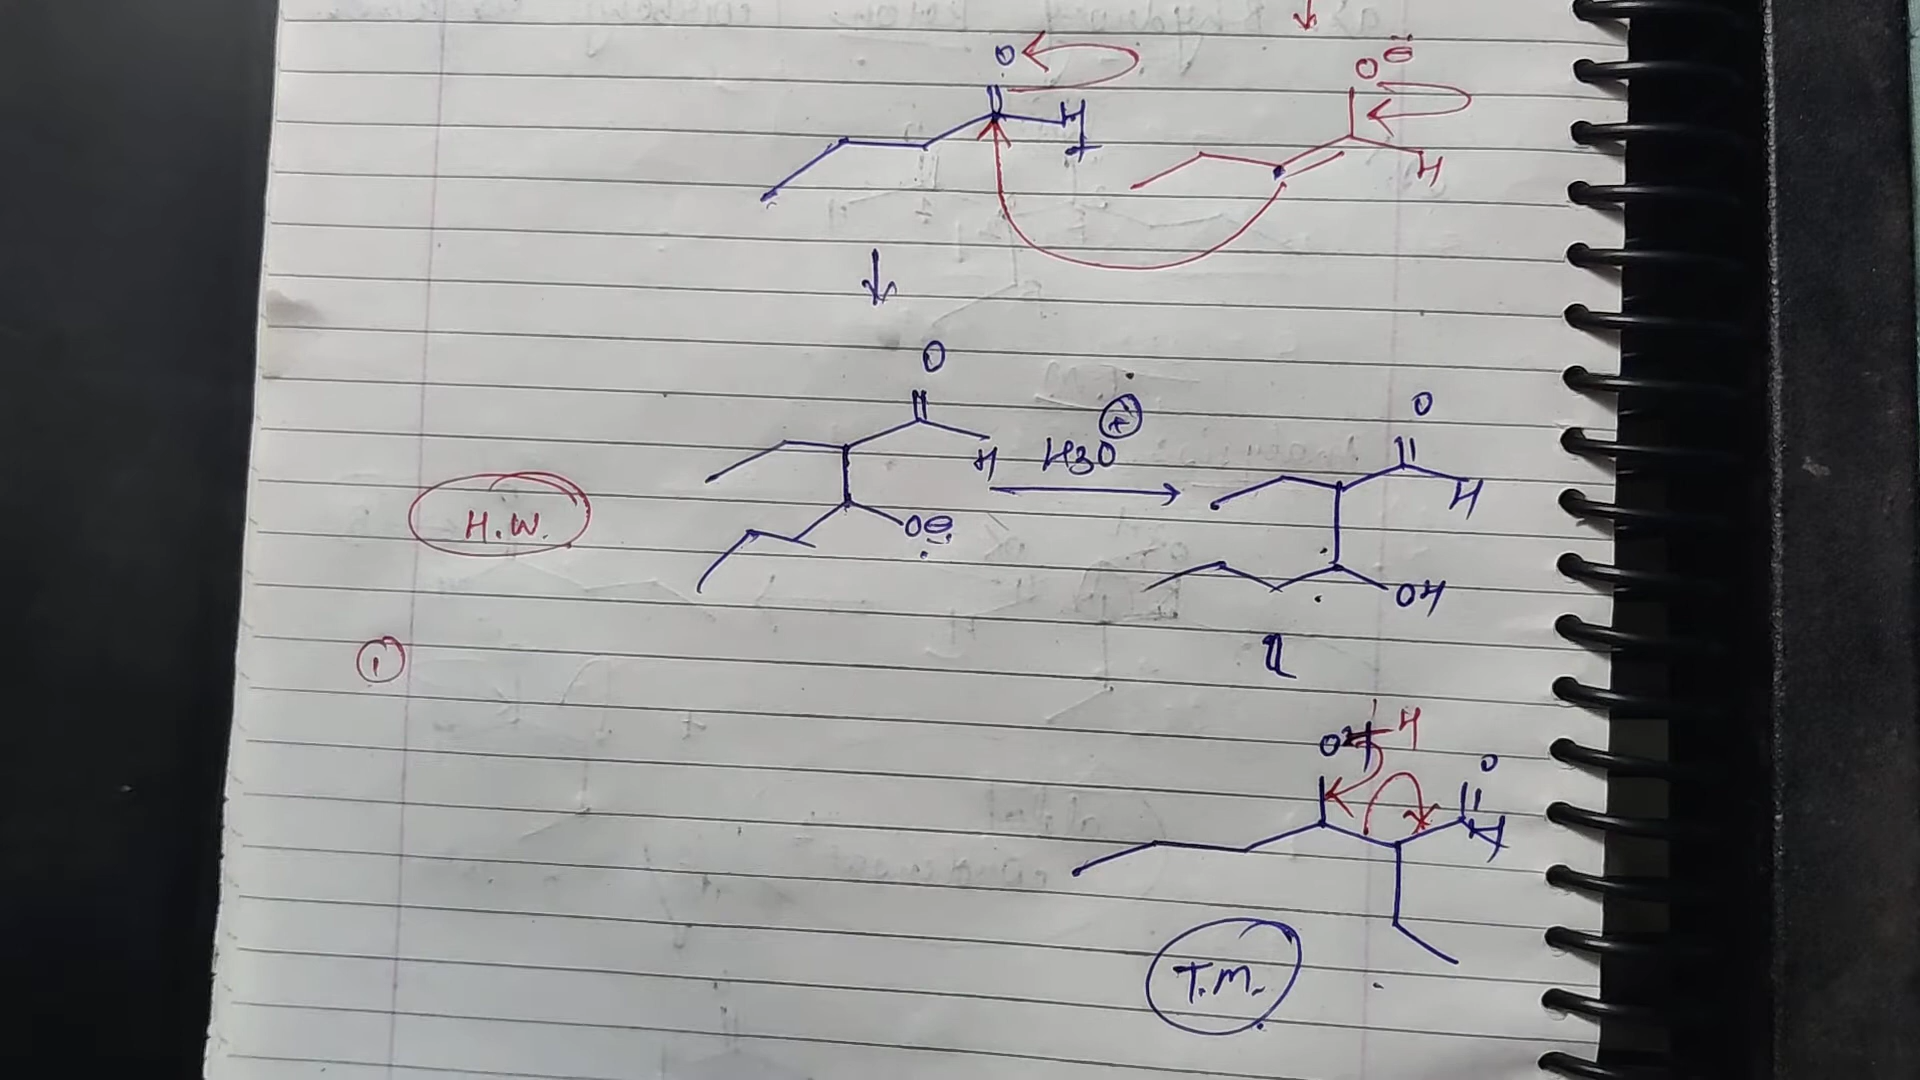 O O⊖
H H
O
H H3O⊕ O
H
H.W. O⊖
OH
1
OH H O
H
T.M.